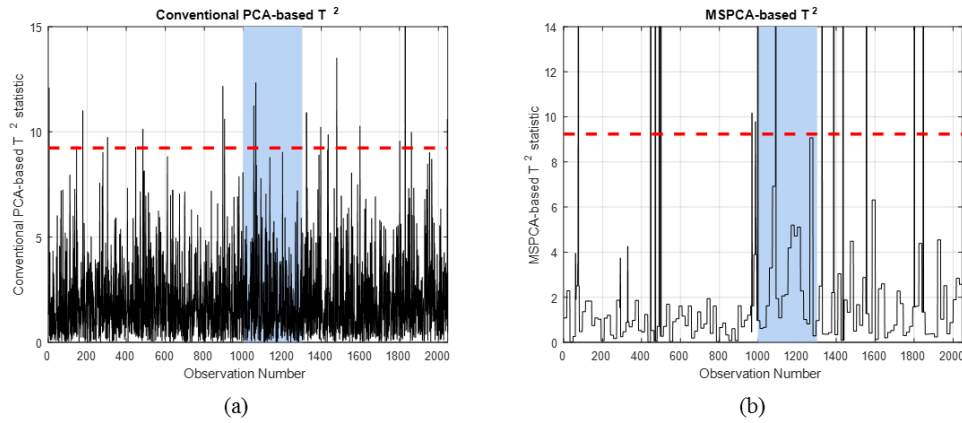 Conventional PCA-based T 2
15
10
5
0
Conventional PCA-based T 2 statistic
0 200 400 600 800 1000 1200 1400 1600 1800 2000
Observation Number
(a)
MSPCA-based T2
14
12
10
8
6
4
2
0
MSPCA-based T 2 statistic
0 200 400 600 800 1000 1200 1400 1600 1800 2000
Observation Number
(b)